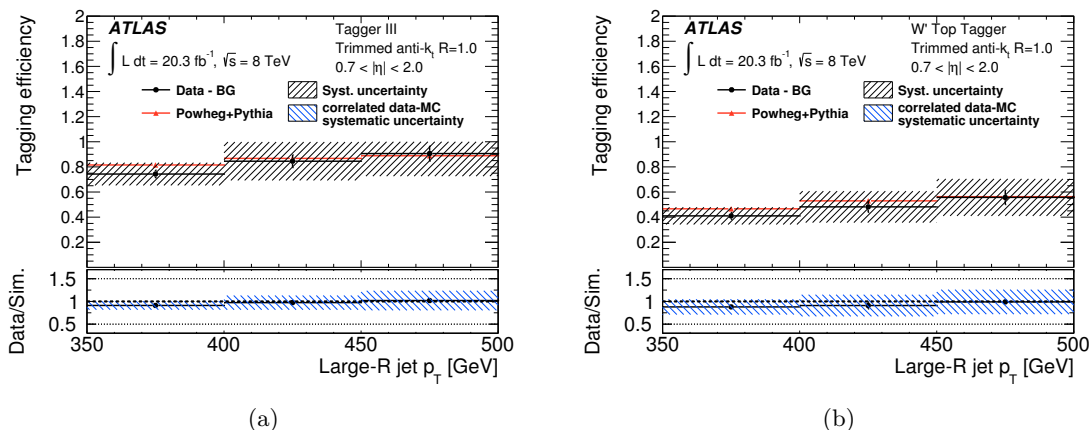 ATLAS
Tagger III
Trimmed anti-k_t R=1.0
∫ L dt = 20.3 fb⁻¹, √s = 8 TeV
0.7 < |η| < 2.0
Data - BG
Syst. uncertainty
Powheg+Pythia
correlated data-MC
systematic uncertainty
Tagging efficiency
2
1.8
1.6
1.4
1.2
1
0.8
0.6
0.4
0.2
Data/Sim.
1.5
1
0.5
350 400 450 500
Large-R jet p_T [GeV]
(a)
ATLAS
W' Top Tagger
Trimmed anti-k_t R=1.0
∫ L dt = 20.3 fb⁻¹, √s = 8 TeV
0.7 < |η| < 2.0
Data - BG
Syst. uncertainty
Powheg+Pythia
correlated data-MC
systematic uncertainty
Tagging efficiency
2
1.8
1.6
1.4
1.2
1
0.8
0.6
0.4
0.2
Data/Sim.
1.5
1
0.5
350 400 450 500
Large-R jet p_T [GeV]
(b)